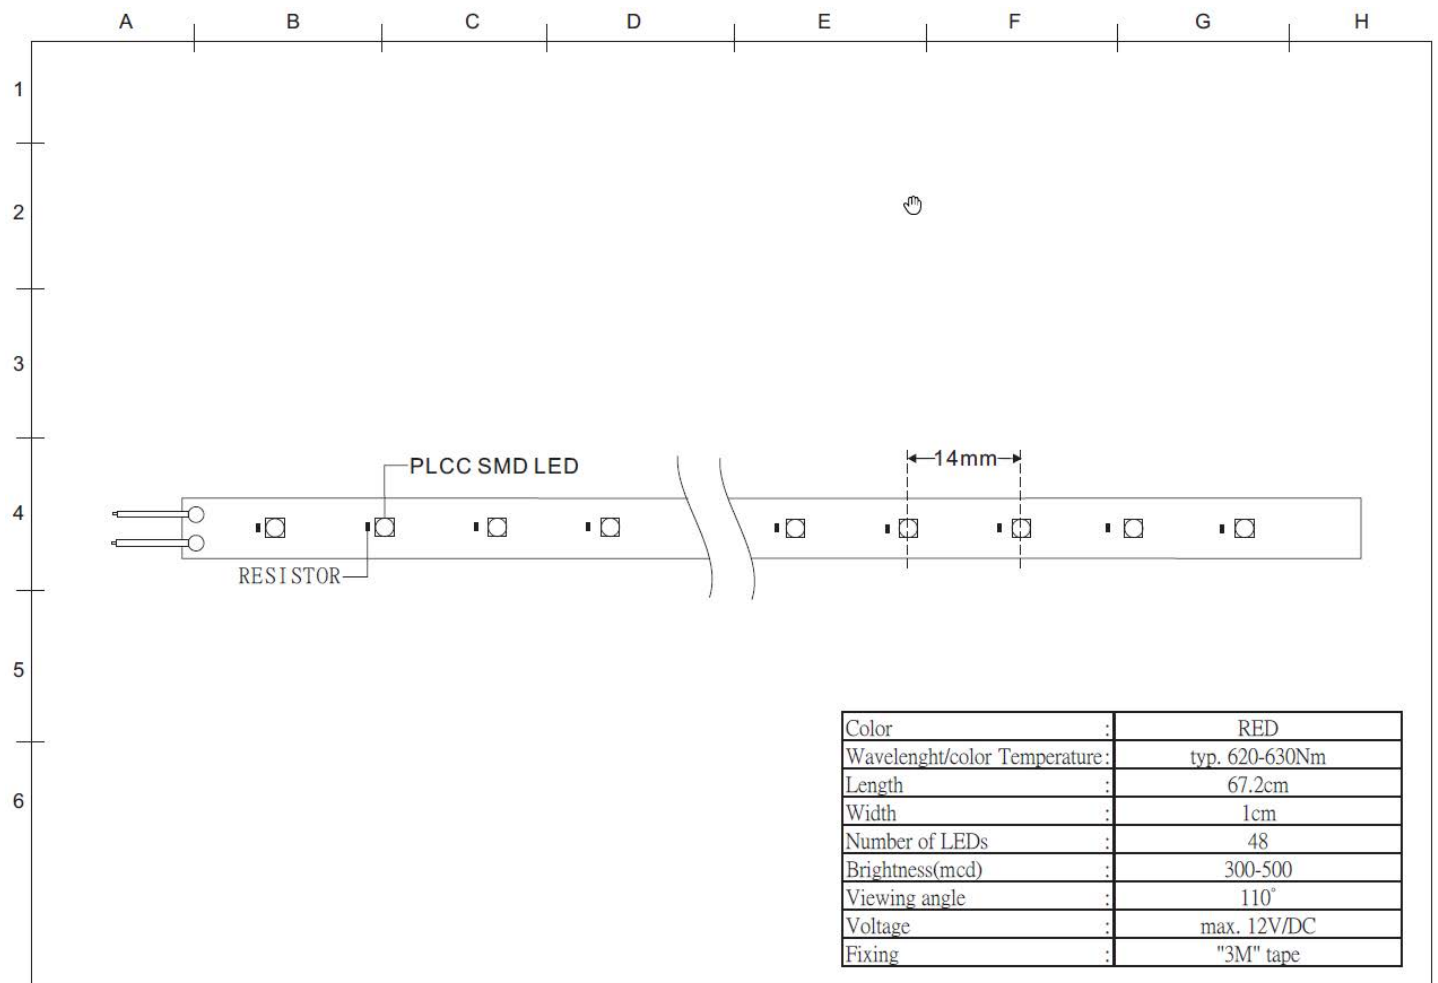 A B C D E F G H
1
2
3
14mm
PLCC SMD LED
4
RESISTOR
5
Color : RED
Wavelenght/color Temperature: typ. 620-630Nm
Length : 67.2cm
Width : 1cm
6
Number of LEDs : 48
Brightness(mcd) : 300-500
Viewing angle : 110°
Voltage : max. 12V/DC
Fixing : "3M" tape